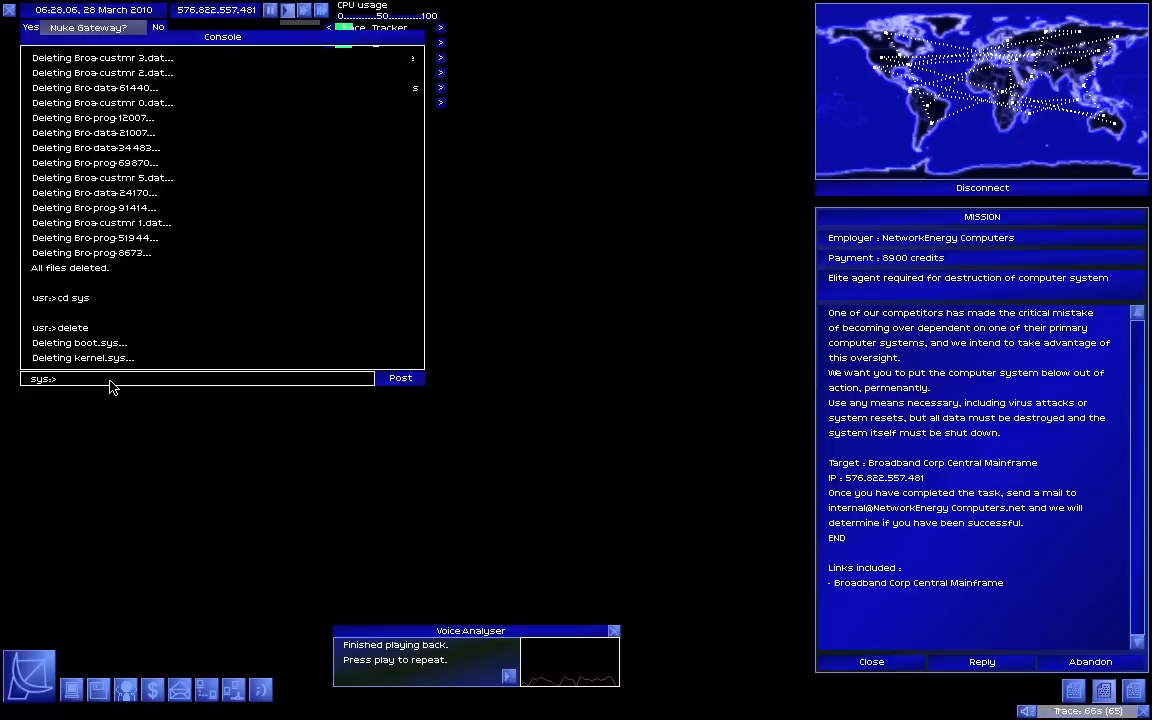 06:28.06, 28 March 2010
576.822.557.481
CPU usage
0......50......100
Yes
Nuke Gateway?
No
<
>
Console
Deleting Broa-custmr 3.dat...
Deleting Broa-custmr 2.dat...
Deleting Bro-data-61440...
s
Deleting Broa-custmr 0.dat...
Deleting Bro-prog-12007...
Deleting Bro-data-21007...
Deleting Bro-data-34483...
Deleting Bro-prog-69870...
Deleting Broa-custmr 5.dat...
Deleting Bro-data-24170...
Deleting Bro-prog-91414...
Deleting Broa-custmr 1.dat...
Deleting Bro-prog-51944...
Deleting Bro-prog-8673...
All files deleted.
usr:>cd sys
usr:>delete
Deleting boot.sys...
Deleting kernel.sys...
sys:>
Post
Disconnect
MISSION
Employer : NetworkEnergy Computers
Payment : 8900 credits
Elite agent required for destruction of computer system
One of our competitors has made the critical mistake
of becoming over dependent on one of their primary
computer systems, and we intend to take advantage of
this oversight.
We want you to put the computer system below out of
action, permenantly.
Use any means necessary, including virus attacks or
system resets, but all data must be destroyed and the
system itself must be shut down.
Target : Broadband Corp Central Mainframe
IP : 576.822.557.481
Once you have completed the task, send a mail to
internal@NetworkEnergy Computers.net and we will
determine if you have been successful.
END
Links included :
- Broadband Corp Central Mainframe
Close
Reply
Abandon
Voice Analyser
Finished playing back.
Press play to repeat.
Trace: 66s (65)